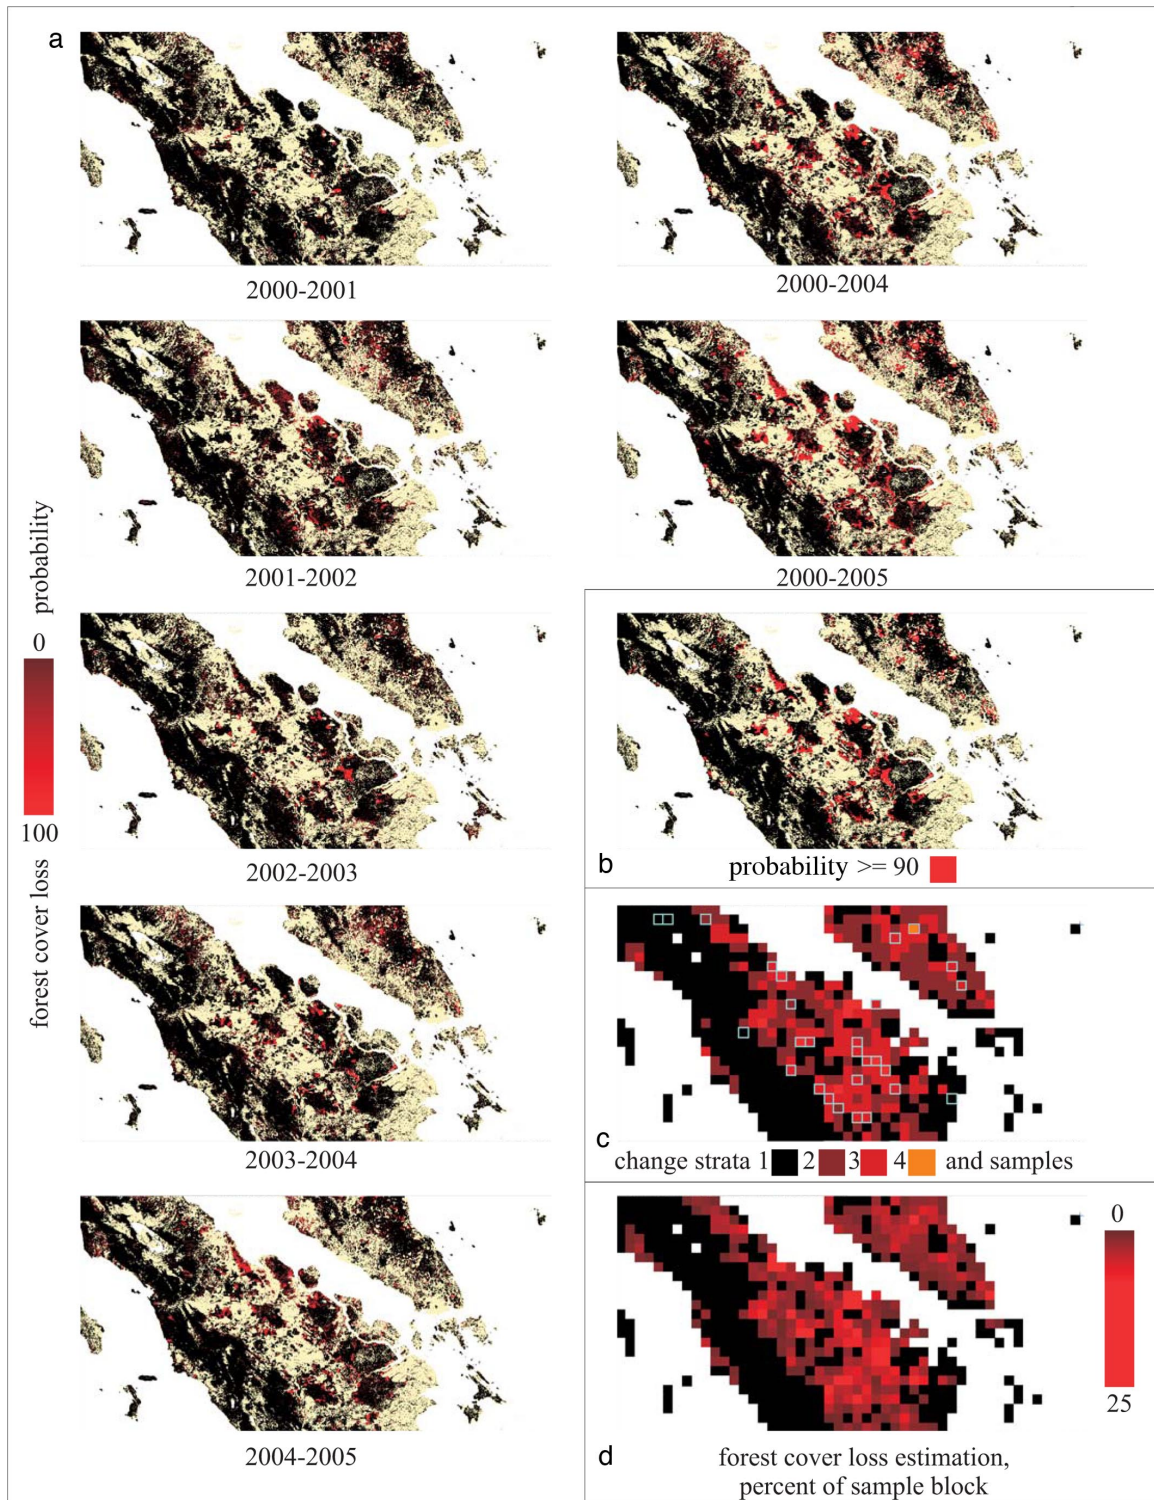 a
2000-2001
2000-2004
2001-2002
2000-2005
probability
0
100
forest cover loss
2002-2003
b
probability >= 90
2003-2004
c
change strata 1 2 3 4 and samples
2004-2005
0
25
d
forest cover loss estimation,
percent of sample block